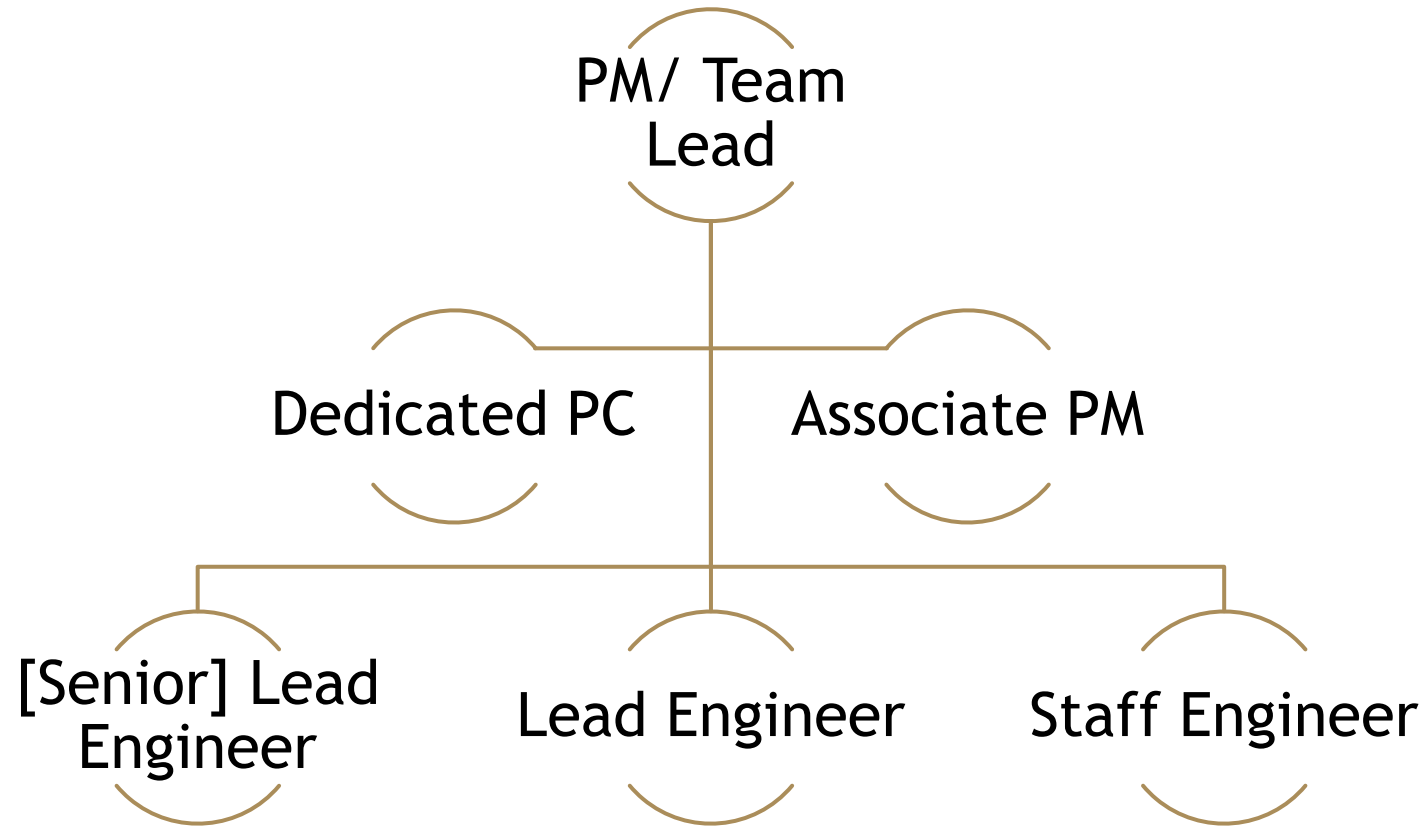 PM/ Team
Lead
Dedicated PC
Associate PM
[Senior] Lead
Engineer
Lead Engineer
Staff Engineer